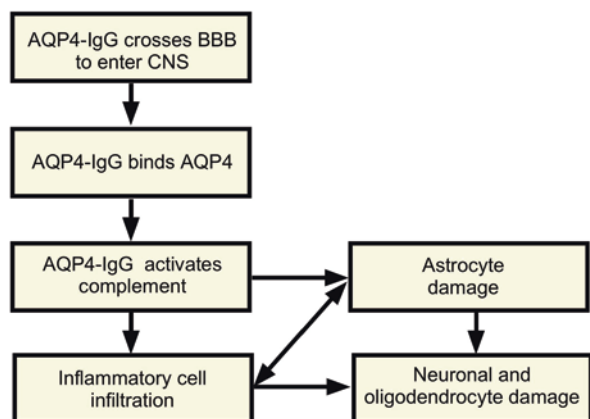 AQP4-IgG crosses BBB
to enter CNS
AQP4-IgG binds AQP4
AQP4-IgG activates
complement
Astrocyte
damage
Inflammatory cell
infiltration
Neuronal and
oligodendrocyte damage